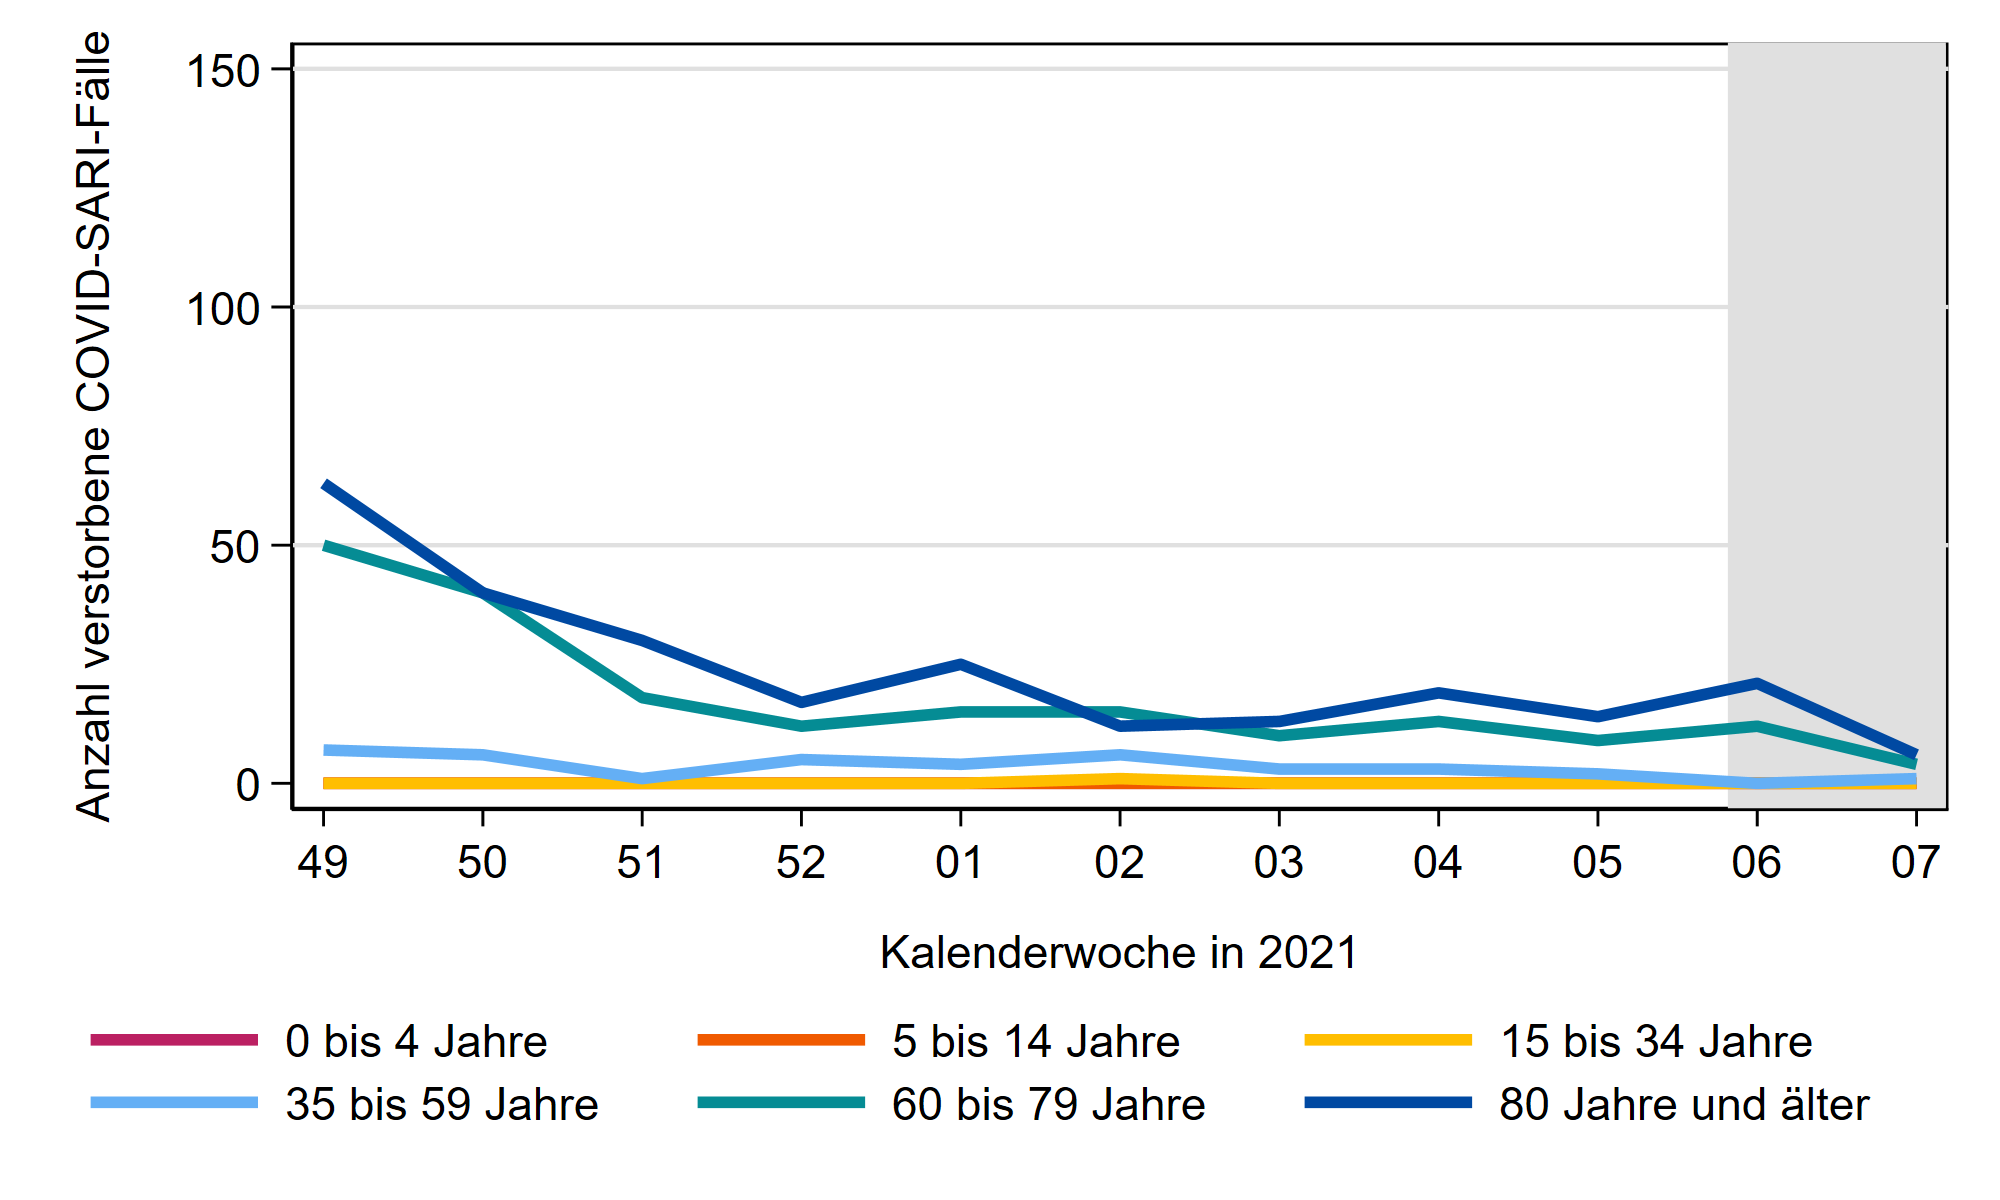 Anzahl verstorbene COVID-SARI-Fälle
150
100
50
0
49 50 51 52 01 02 03 04 05 06 07
Kalenderwoche in 2021
0 bis 4 Jahre 5 bis 14 Jahre 15 bis 34 Jahre
35 bis 59 Jahre 60 bis 79 Jahre 80 Jahre und älter